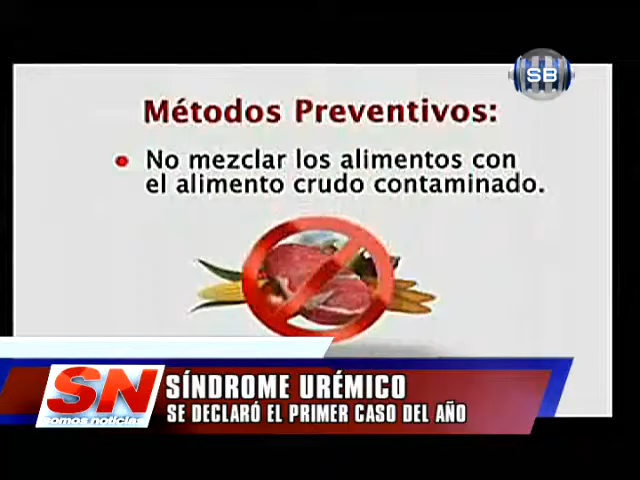 SB
Métodos Preventivos:
• No mezclar los alimentos con
el alimento crudo contaminado.
SN
somos noticias
SÍNDROME URÉMICO
SE DECLARÓ EL PRIMER CASO DEL AÑO